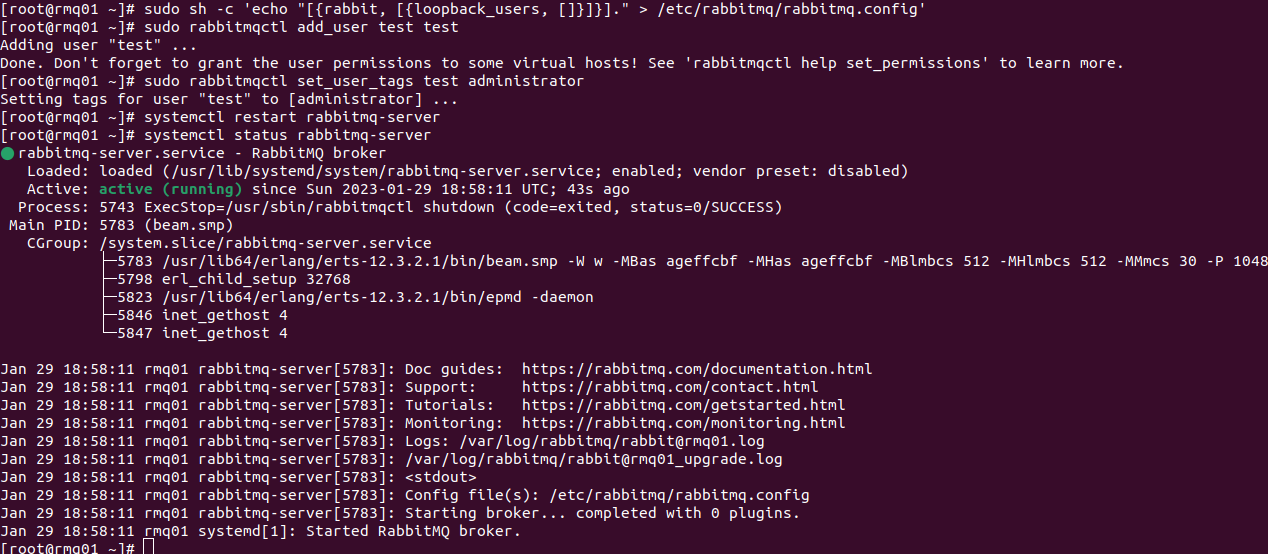 [root@rmq01 ~]# sudo sh -c 'echo "[{rabbit, [{loopback_users, []}]}]." > /etc/rabbitmq/rabbitmq.config'
[root@rmq01 ~]# sudo rabbitmqctl add_user test test
Adding user "test" ...
Done. Don't forget to grant the user permissions to some virtual hosts! See 'rabbitmqctl help set_permissions' to learn more.
[root@rmq01 ~]# sudo rabbitmqctl set_user_tags test administrator
Setting tags for user "test" to [administrator] ...
[root@rmq01 ~]# systemctl restart rabbitmq-server
[root@rmq01 ~]# systemctl status rabbitmq-server
● rabbitmq-server.service - RabbitMQ broker
Loaded: loaded (/usr/lib/systemd/system/rabbitmq-server.service; enabled; vendor preset: disabled)
Active: active (running) since Sun 2023-01-29 18:58:11 UTC; 43s ago
Process: 5743 ExecStop=/usr/sbin/rabbitmqctl shutdown (code=exited, status=0/SUCCESS)
Main PID: 5783 (beam.smp)
CGroup: /system.slice/rabbitmq-server.service
├─5783 /usr/lib64/erlang/erts-12.3.2.1/bin/beam.smp -W w -MBas ageffcbf -MHas ageffcbf -MBlmbcs 512 -MHlmbcs 512 -MMmcs 30 -P 1048
├─5798 erl_child_setup 32768
├─5823 /usr/lib64/erlang/erts-12.3.2.1/bin/epmd -daemon
├─5846 inet_gethost 4
└─5847 inet_gethost 4
Jan 29 18:58:11 rmq01 rabbitmq-server[5783]: Doc guides:  https://rabbitmq.com/documentation.html
Jan 29 18:58:11 rmq01 rabbitmq-server[5783]: Support:     https://rabbitmq.com/contact.html
Jan 29 18:58:11 rmq01 rabbitmq-server[5783]: Tutorials:   https://rabbitmq.com/getstarted.html
Jan 29 18:58:11 rmq01 rabbitmq-server[5783]: Monitoring:  https://rabbitmq.com/monitoring.html
Jan 29 18:58:11 rmq01 rabbitmq-server[5783]: Logs: /var/log/rabbitmq/rabbit@rmq01.log
Jan 29 18:58:11 rmq01 rabbitmq-server[5783]: /var/log/rabbitmq/rabbit@rmq01_upgrade.log
Jan 29 18:58:11 rmq01 rabbitmq-server[5783]: <stdout>
Jan 29 18:58:11 rmq01 rabbitmq-server[5783]: Config file(s): /etc/rabbitmq/rabbitmq.config
Jan 29 18:58:11 rmq01 rabbitmq-server[5783]: Starting broker... completed with 0 plugins.
Jan 29 18:58:11 rmq01 systemd[1]: Started RabbitMQ broker.
[root@rmq01 ~]#